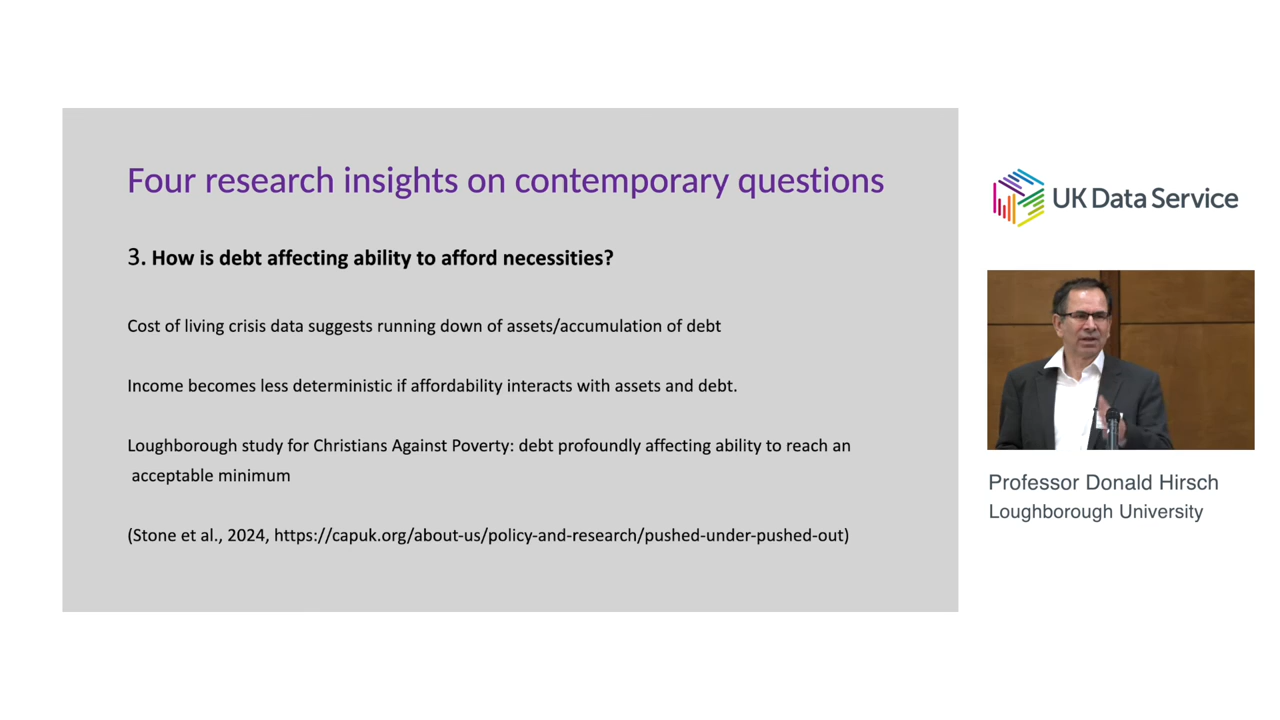 Four research insights on contemporary questions
3. How is debt affecting ability to afford necessities?
Cost of living crisis data suggests running down of assets/accumulation of debt
Income becomes less deterministic if affordability interacts with assets and debt.
Loughborough study for Christians Against Poverty: debt profoundly affecting ability to reach an
acceptable minimum
(Stone et al., 2024, https://capuk.org/about-us/policy-and-research/pushed-under-pushed-out)
UK Data Service
Professor Donald Hirsch
Loughborough University